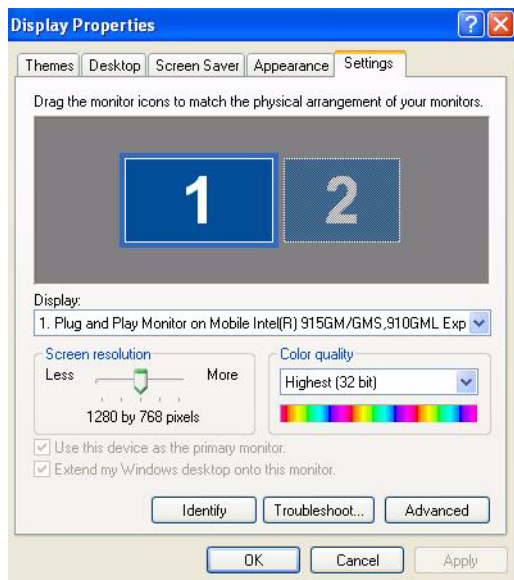 Display Properties
Themes Desktop Screen Saver Appearance Settings
Drag the monitor icons to match the physical arrangement of your monitors.
1 2
Display:
1. Plug and Play Monitor on Mobile Intel(R) 915GM/GMS,910GML Exp
Screen resolution
Less More
1280 by 768 pixels
Color quality
Highest (32 bit)
Use this device as the primary monitor.
Extend my Windows desktop onto this monitor.
Identify Troubleshoot... Advanced
OK Cancel Apply